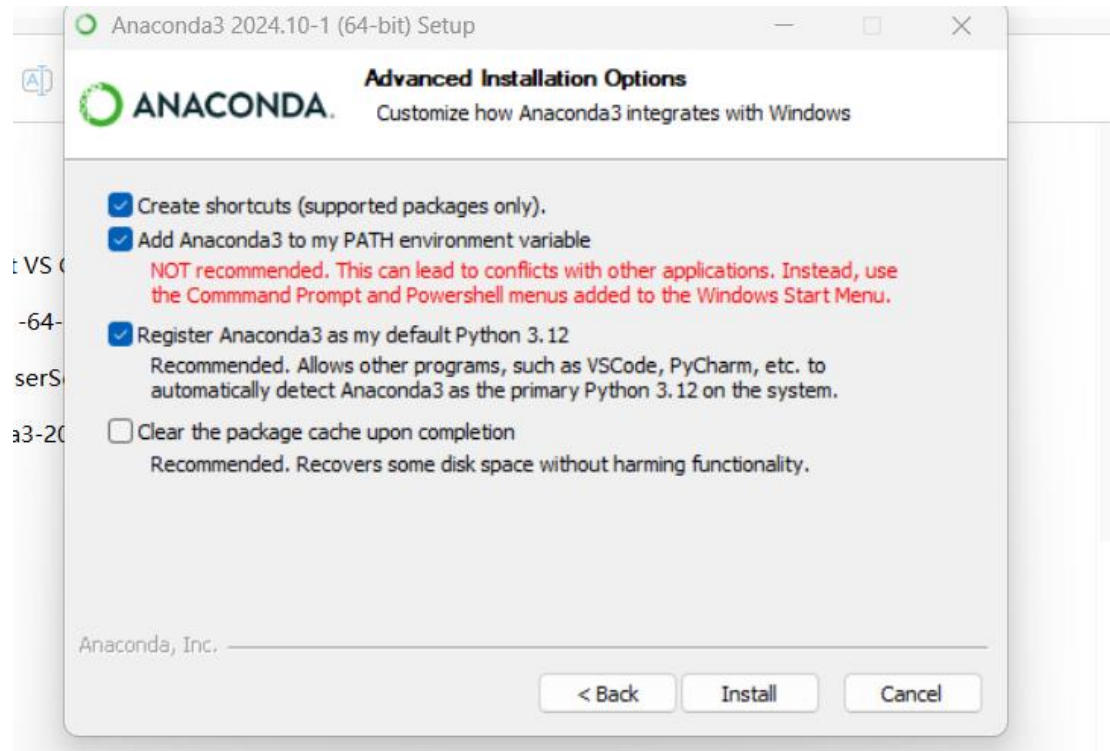 Anaconda3 2024.10-1 (64-bit) Setup
ANACONDA.
Advanced Installation Options
Customize how Anaconda3 integrates with Windows
Create shortcuts (supported packages only).
Add Anaconda3 to my PATH environment variable
NOT recommended. This can lead to conflicts with other applications. Instead, use
the Commmand Prompt and Powershell menus added to the Windows Start Menu.
Register Anaconda3 as my default Python 3.12
Recommended. Allows other programs, such as VSCode, PyCharm, etc. to
automatically detect Anaconda3 as the primary Python 3.12 on the system.
Clear the package cache upon completion
Recommended. Recovers some disk space without harming functionality.
Anaconda, Inc.
< Back
Install
Cancel
t VS
-64-
serS
a3-20